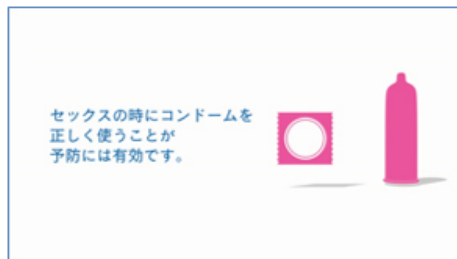 セックスの時にコンドームを
正しく使うことが
予防には有効です。